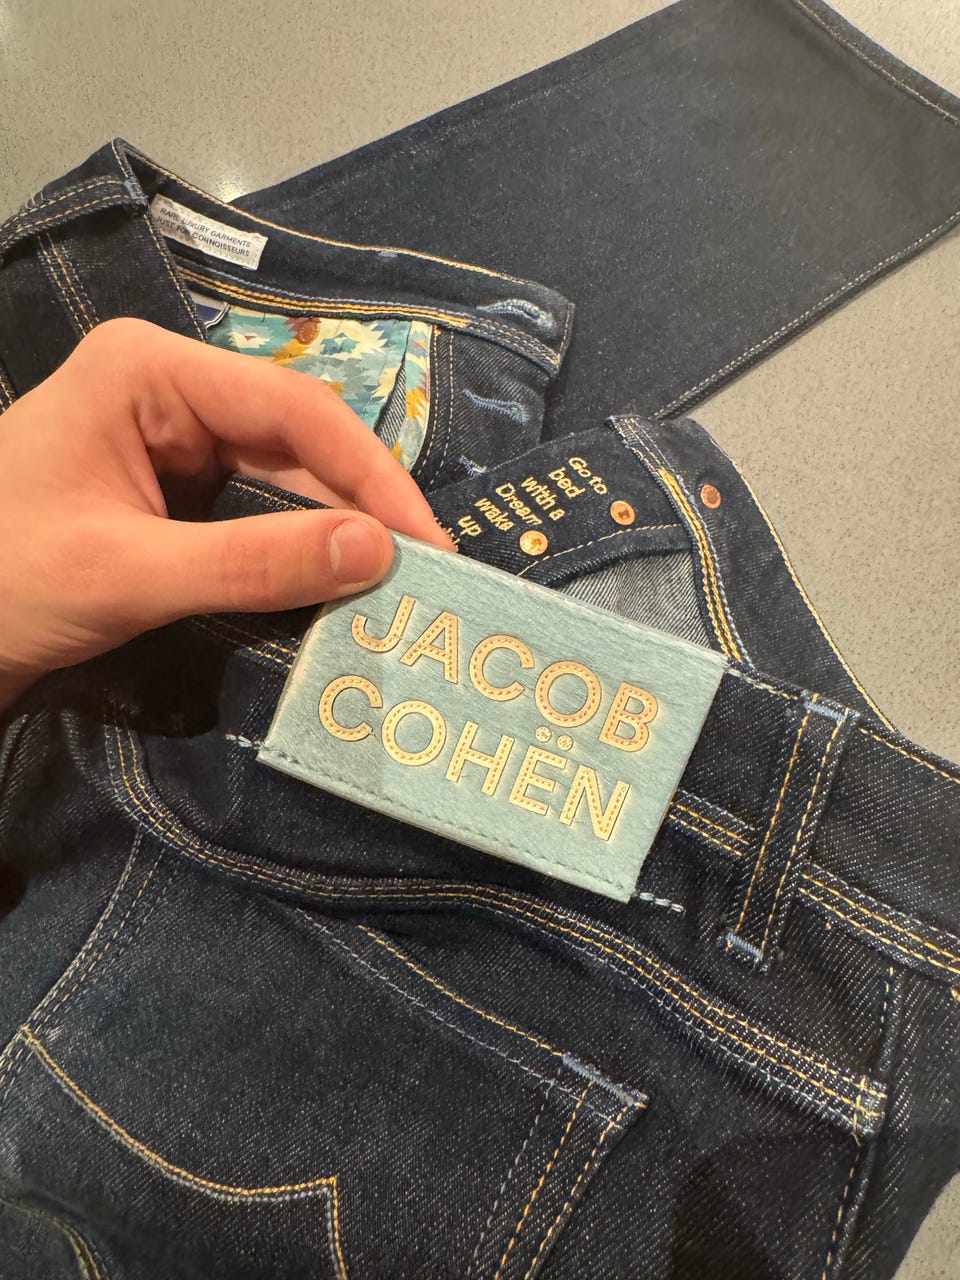 RARE LUXURY GARMENTS
JUST FOR CONNOISSEURS
Go to
bed
with a
Dream
wake
up
JACOB
COHËN